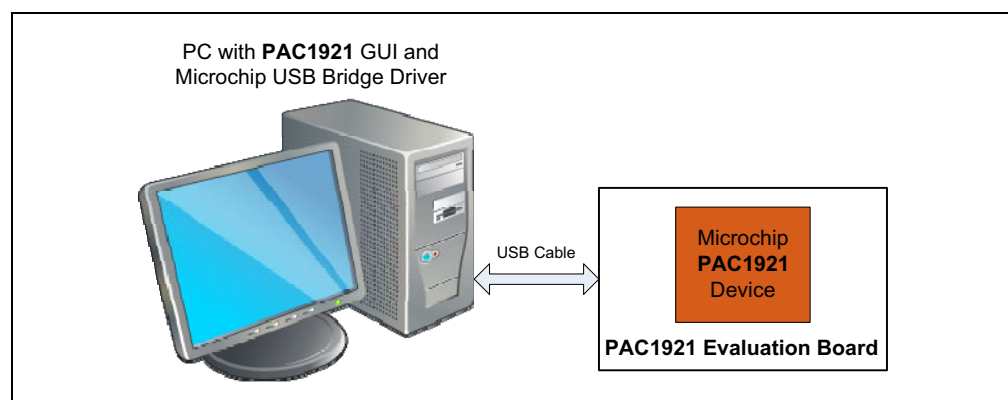 PC with PAC1921 GUI and
Microchip USB Bridge Driver
USB Cable
Microchip
PAC1921
Device
PAC1921 Evaluation Board